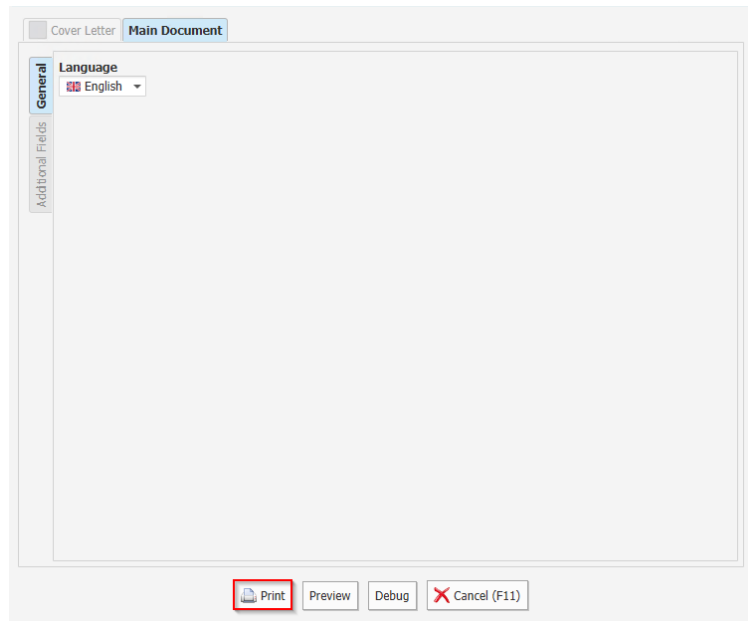 Cover Letter Main Document
General
Language
English
Additional Fields
Print Preview Debug Cancel (F11)